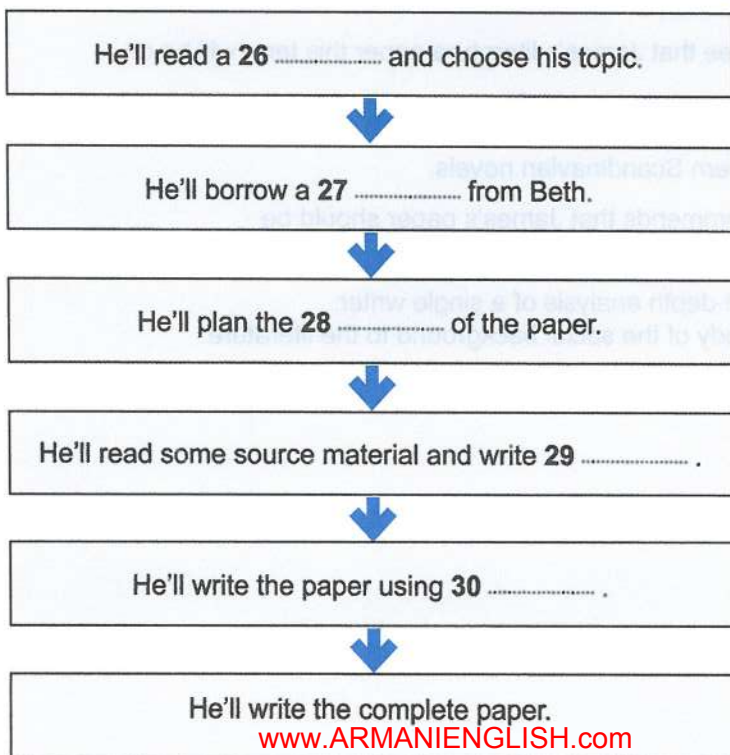 He'll read a 26 .................... and choose his topic.
He'll borrow a 27 .................... from Beth.
He'll plan the 28 .................... of the paper.
He'll read some source material and write 29 .................... .
He'll write the paper using 30 .................... .
He'll write the complete paper.
www.ARMANIENGLISH.com